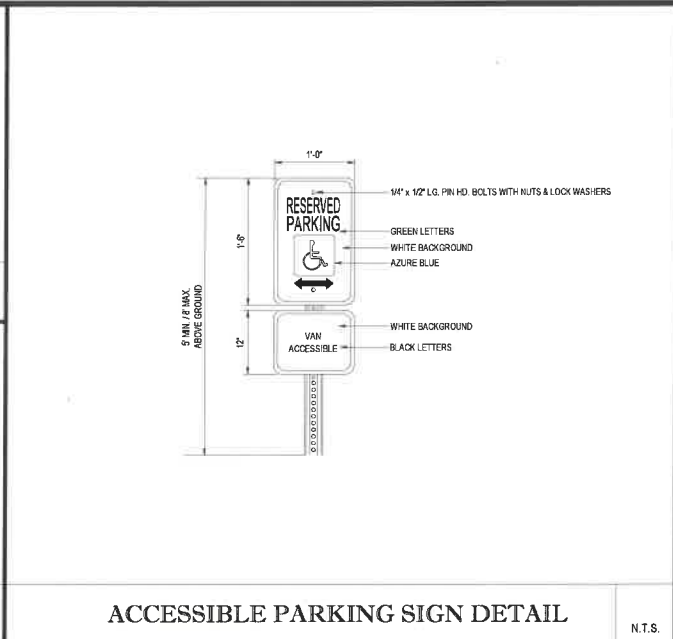 1'-0"
1/4" x 1/2" LG. PIN HD. BOLTS WITH NUTS & LOCK WASHERS
RESERVED
PARKING
GREEN LETTERS
WHITE BACKGROUND
AZURE BLUE
1'-6"
5' MIN. / 8' MAX.
ABOVE GROUND
12"
VAN
ACCESSIBLE
WHITE BACKGROUND
BLACK LETTERS
ACCESSIBLE PARKING SIGN DETAIL
N.T.S.